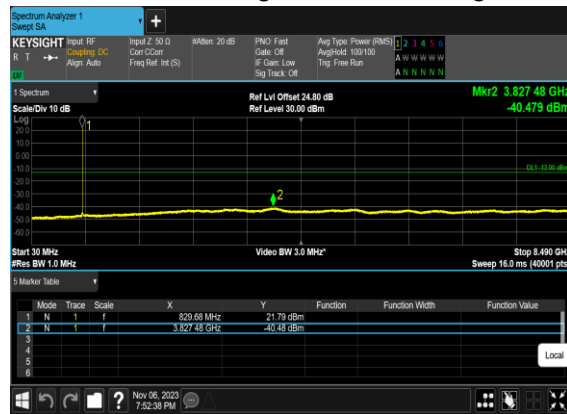 Spectrum Analyzer 1
Swept SA
+
KEYSIGHT Input: RF Input Z: 50 Ω #Atten: 20 dB PNO: Fast Avg Type: Power (RMS) 1 2 3 4 5 6
R T Coupling: DC Corr CCorr Gate: Off Avg|Hold: 100/100 A W W W W W
Align: Auto Freq Ref: Int (S) IF Gain: Low Trig: Free Run
Sig Track: Off A N N N N N
1 Spectrum Ref Lvl Offset 24.80 dB Mkr2 3.827 48 GHz
Scale/Div 10 dB Ref Level 30.00 dBm -40.479 dBm
Log
20.0
10.0
0.00
-10.0
-20.0
-30.0
-40.0
-50.0
-60.0
1
DL1 -13.00 dBm
2
Start 30 MHz Video BW 3.0 MHz* Stop 8.490 GH
#Res BW 1.0 MHz Sweep 16.0 ms (40001 pts
5 Marker Table
Mode Trace Scale X Y Function Function Width Function Value
1 N 1 f 829.68 MHz 21.79 dBm
2 N 1 f 3.827 48 GHz -40.48 dBm
3
4
5
6
Local
? Nov 06, 2023
7:52:38 PM